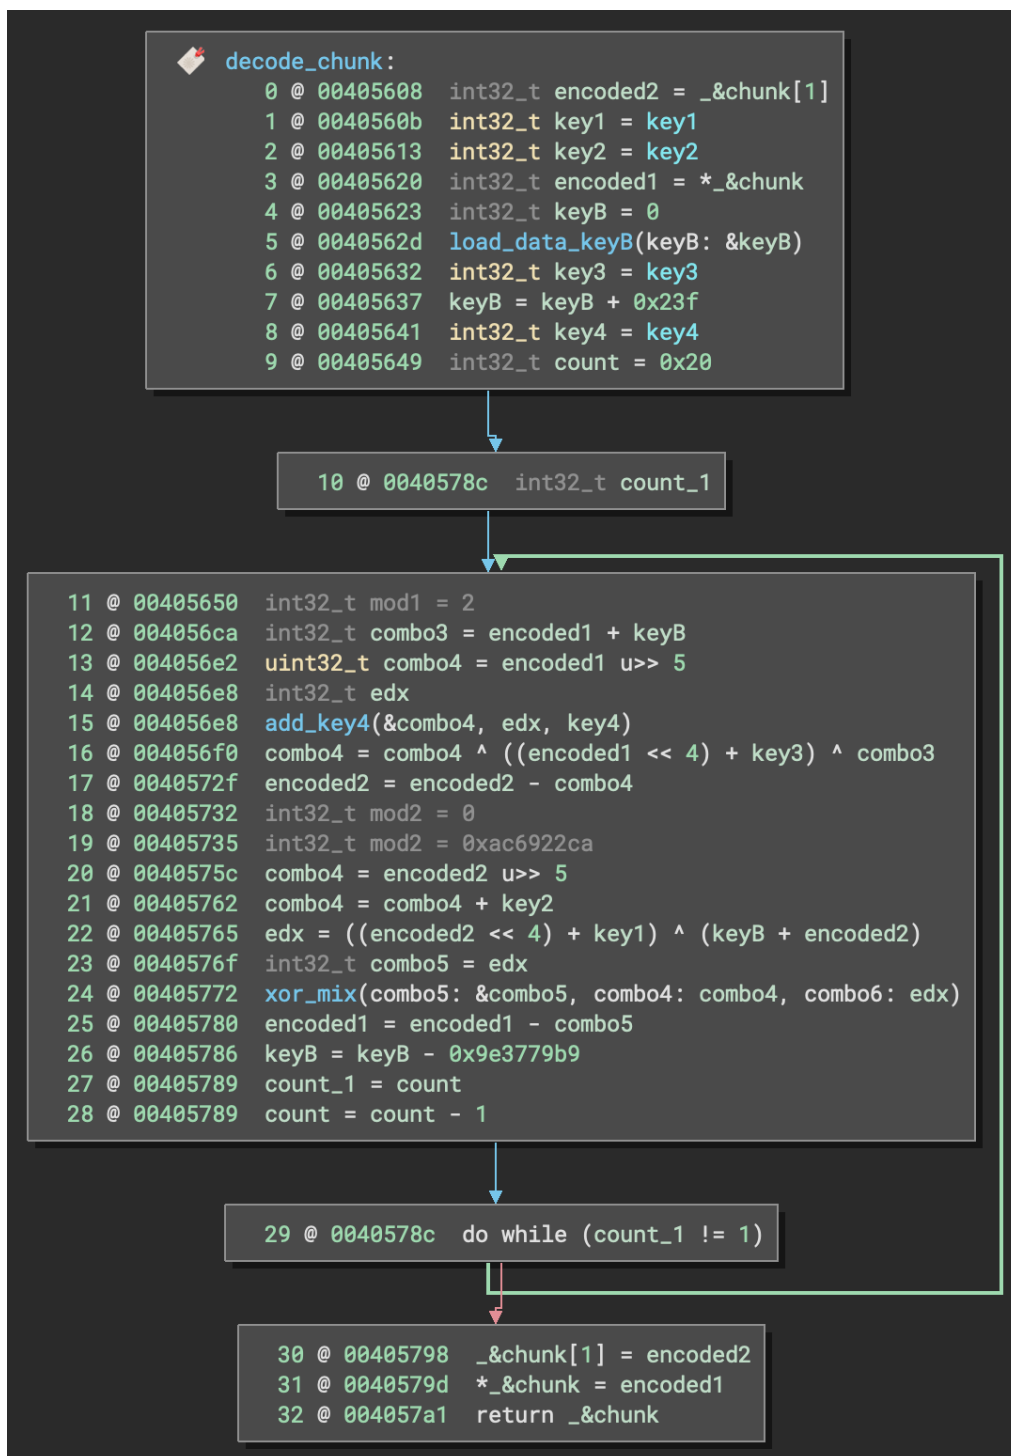 decode_chunk:
0 @ 00405608 int32_t encoded2 = _&chunk[1]
1 @ 0040560b int32_t key1 = key1
2 @ 00405613 int32_t key2 = key2
3 @ 00405620 int32_t encoded1 = *_&chunk
4 @ 00405623 int32_t keyB = 0
5 @ 0040562d load_data_keyB(keyB: &keyB)
6 @ 00405632 int32_t key3 = key3
7 @ 00405637 keyB = keyB + 0x23f
8 @ 00405641 int32_t key4 = key4
9 @ 00405649 int32_t count = 0x20
10 @ 0040578c int32_t count_1
11 @ 00405650 int32_t mod1 = 2
12 @ 004056ca int32_t combo3 = encoded1 + keyB
13 @ 004056e2 uint32_t combo4 = encoded1 u>> 5
14 @ 004056e8 int32_t edx
15 @ 004056e8 add_key4(&combo4, edx, key4)
16 @ 004056f0 combo4 = combo4 ^ ((encoded1 << 4) + key3) ^ combo3
17 @ 0040572f encoded2 = encoded2 - combo4
18 @ 00405732 int32_t mod2 = 0
19 @ 00405735 int32_t mod2 = 0xac6922ca
20 @ 0040575c combo4 = encoded2 u>> 5
21 @ 00405762 combo4 = combo4 + key2
22 @ 00405765 edx = ((encoded2 << 4) + key1) ^ (keyB + encoded2)
23 @ 0040576f int32_t combo5 = edx
24 @ 00405772 xor_mix(combo5: &combo5, combo4: combo4, combo6: edx)
25 @ 00405780 encoded1 = encoded1 - combo5
26 @ 00405786 keyB = keyB - 0x9e3779b9
27 @ 00405789 count_1 = count
28 @ 00405789 count = count - 1
29 @ 0040578c do while (count_1 != 1)
30 @ 00405798 _&chunk[1] = encoded2
31 @ 0040579d *_&chunk = encoded1
32 @ 004057a1 return _&chunk